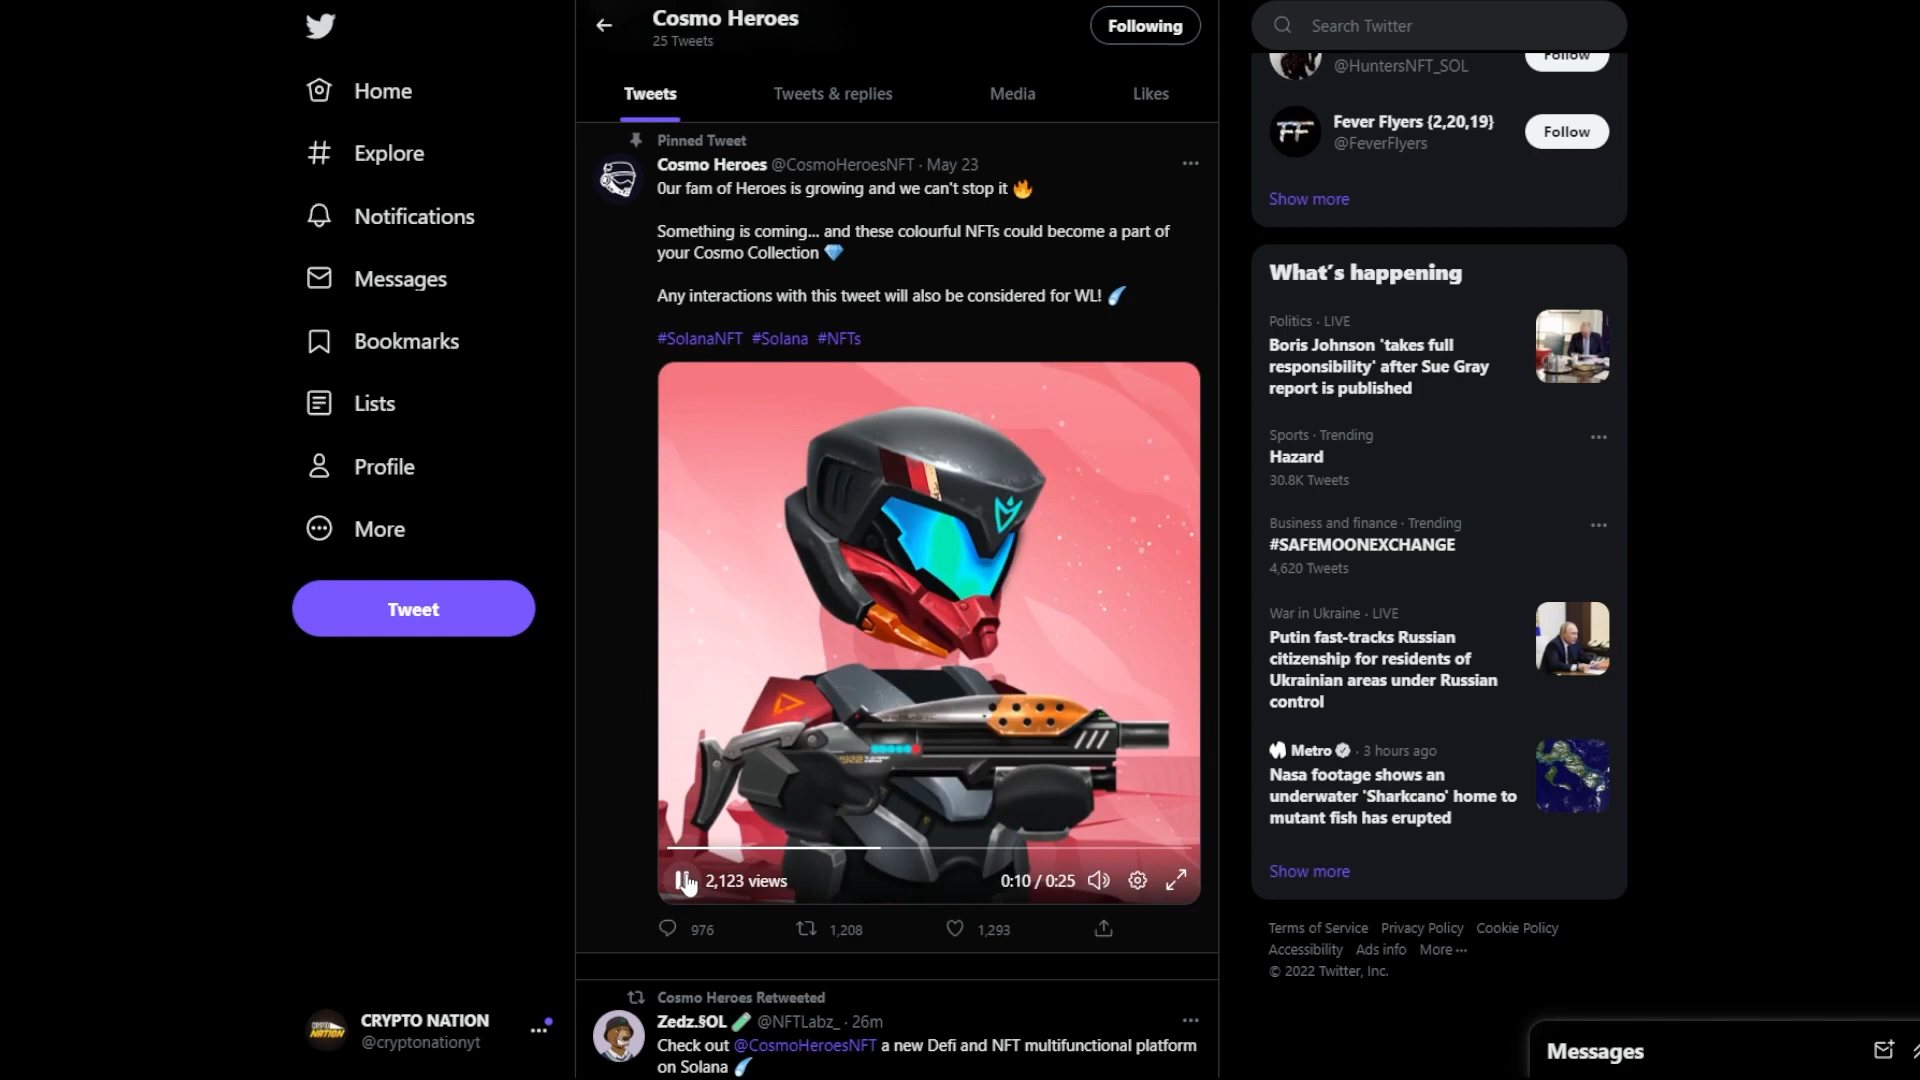 Home
Explore
Notifications
Messages
Bookmarks
Lists
Profile
More
Tweet
CRYPTO NATION
@cryptonationyt
Cosmo Heroes
25 Tweets
Following
Tweets
Tweets & replies
Media
Likes
Pinned Tweet
Cosmo Heroes @CosmoHeroesNFT · May 23
0ur fam of Heroes is growing and we can't stop it 🔥
Something is coming... and these colourful NFTs could become a part of
your Cosmo Collection 💎
Any interactions with this tweet will also be considered for WL! ☄️
#SolanaNFT #Solana #NFTs
2,123 views
0:10 / 0:25
976
1,208
1,293
Cosmo Heroes Retweeted
Zedz.§OL 🧪 @NFTLabz_ · 26m
Check out @CosmoHeroesNFT a new Defi and NFT multifunctional platform
on Solana ☄️
Search Twitter
@HuntersNFT_SOL
Follow
FF
Fever Flyers {2,20,19}
@FeverFlyers
Follow
Show more
What's happening
Politics · LIVE
Boris Johnson 'takes full
responsibility' after Sue Gray
report is published
Sports · Trending
Hazard
30.8K Tweets
Business and finance · Trending
#SAFEMOONEXCHANGE
4,620 Tweets
War in Ukraine · LIVE
Putin fast-tracks Russian
citizenship for residents of
Ukrainian areas under Russian
control
Metro · 3 hours ago
Nasa footage shows an
underwater 'Sharkcano' home to
mutant fish has erupted
Show more
Terms of Service Privacy Policy Cookie Policy
Accessibility Ads info More ···
© 2022 Twitter, Inc.
Messages